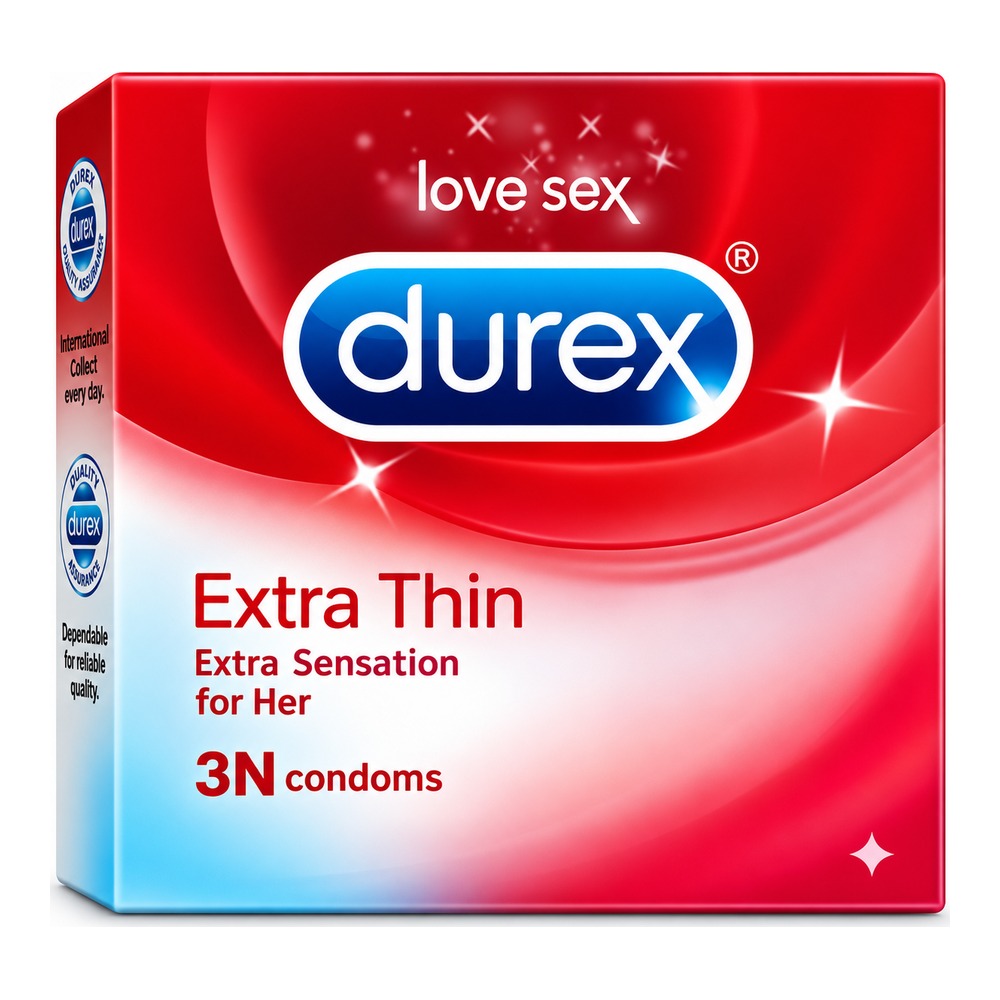 love sex
durex®
Extra Thin
Extra Sensation
for Her
3N condoms
DUREX
durex
QUALITY ASSURANCE
International
Collect
every day.
QUALITY
durex
ASSURANCE
Dependable
for reliable
quality.